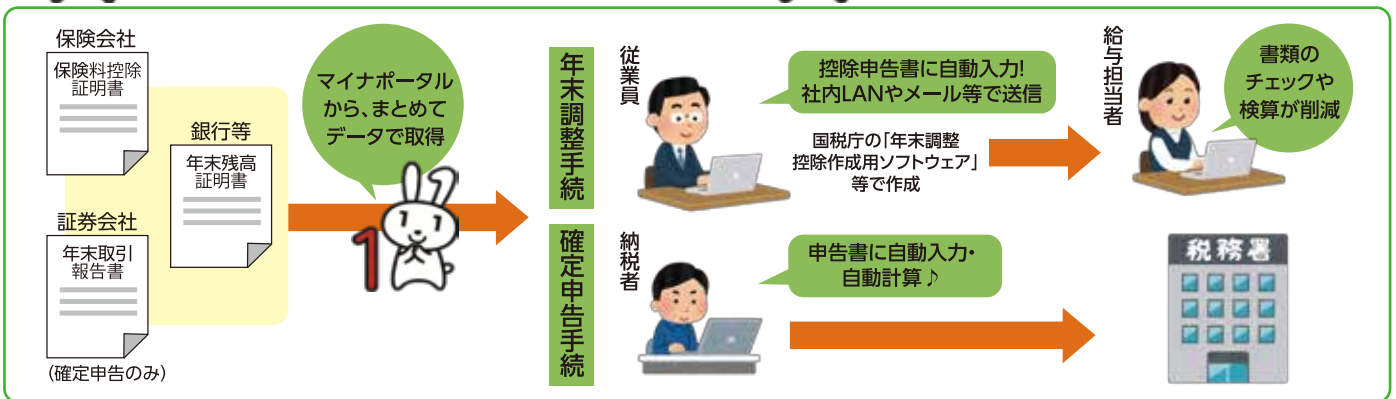 保険会社
保険料控除
証明書
銀行等
年末残高
証明書
証券会社
年末取引
報告書
(確定申告のみ)
マイナポータル
から、まとめて
データで取得
1
年末調整手続
従業員
控除申告書に自動入力!
社内LANやメール等で送信
国税庁の「年末調整
控除作成用ソフトウェア」
等で作成
給与担当者
書類の
チェックや
検算が削減
確定申告手続
納税者
申告書に自動入力・
自動計算♪
税務署